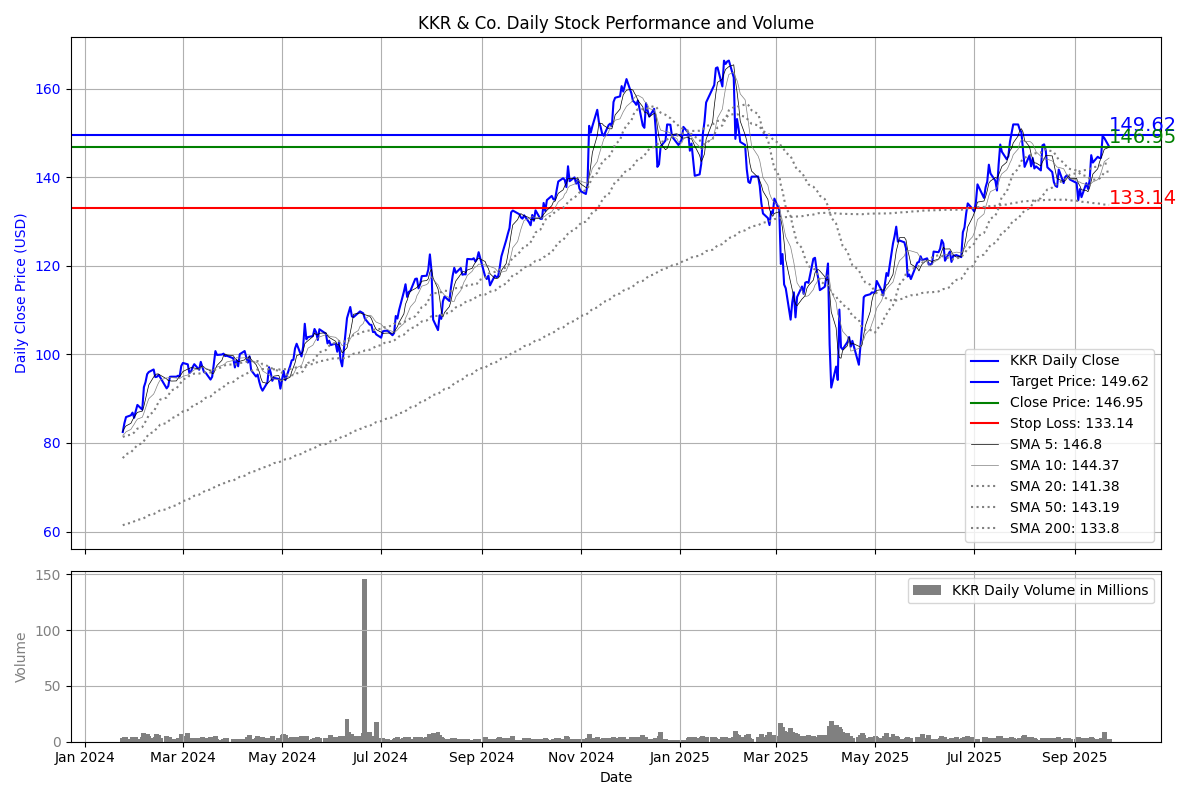 KKR & Co. Daily Stock Performance and Volume
Daily Close Price (USD)
160
140
120
100
80
60
149.62
146.95
133.14
KKR Daily Close
Target Price: 149.62
Close Price: 146.95
Stop Loss: 133.14
SMA 5: 146.8
SMA 10: 144.37
SMA 20: 141.38
SMA 50: 143.19
SMA 200: 133.8
Volume
150
100
50
0
KKR Daily Volume in Millions
Jan 2024 Mar 2024 May 2024 Jul 2024 Sep 2024 Nov 2024 Jan 2025 Mar 2025 May 2025 Jul 2025 Sep 2025
Date